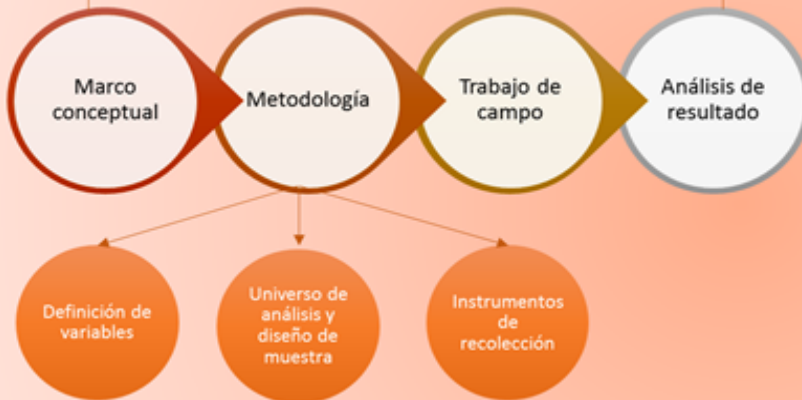 Marco
conceptual
Metodología
Trabajo de
campo
Análisis de
resultado
Definición de
variables
Universo de
análisis y
diseño de
muestra
Instrumentos
de
recolección